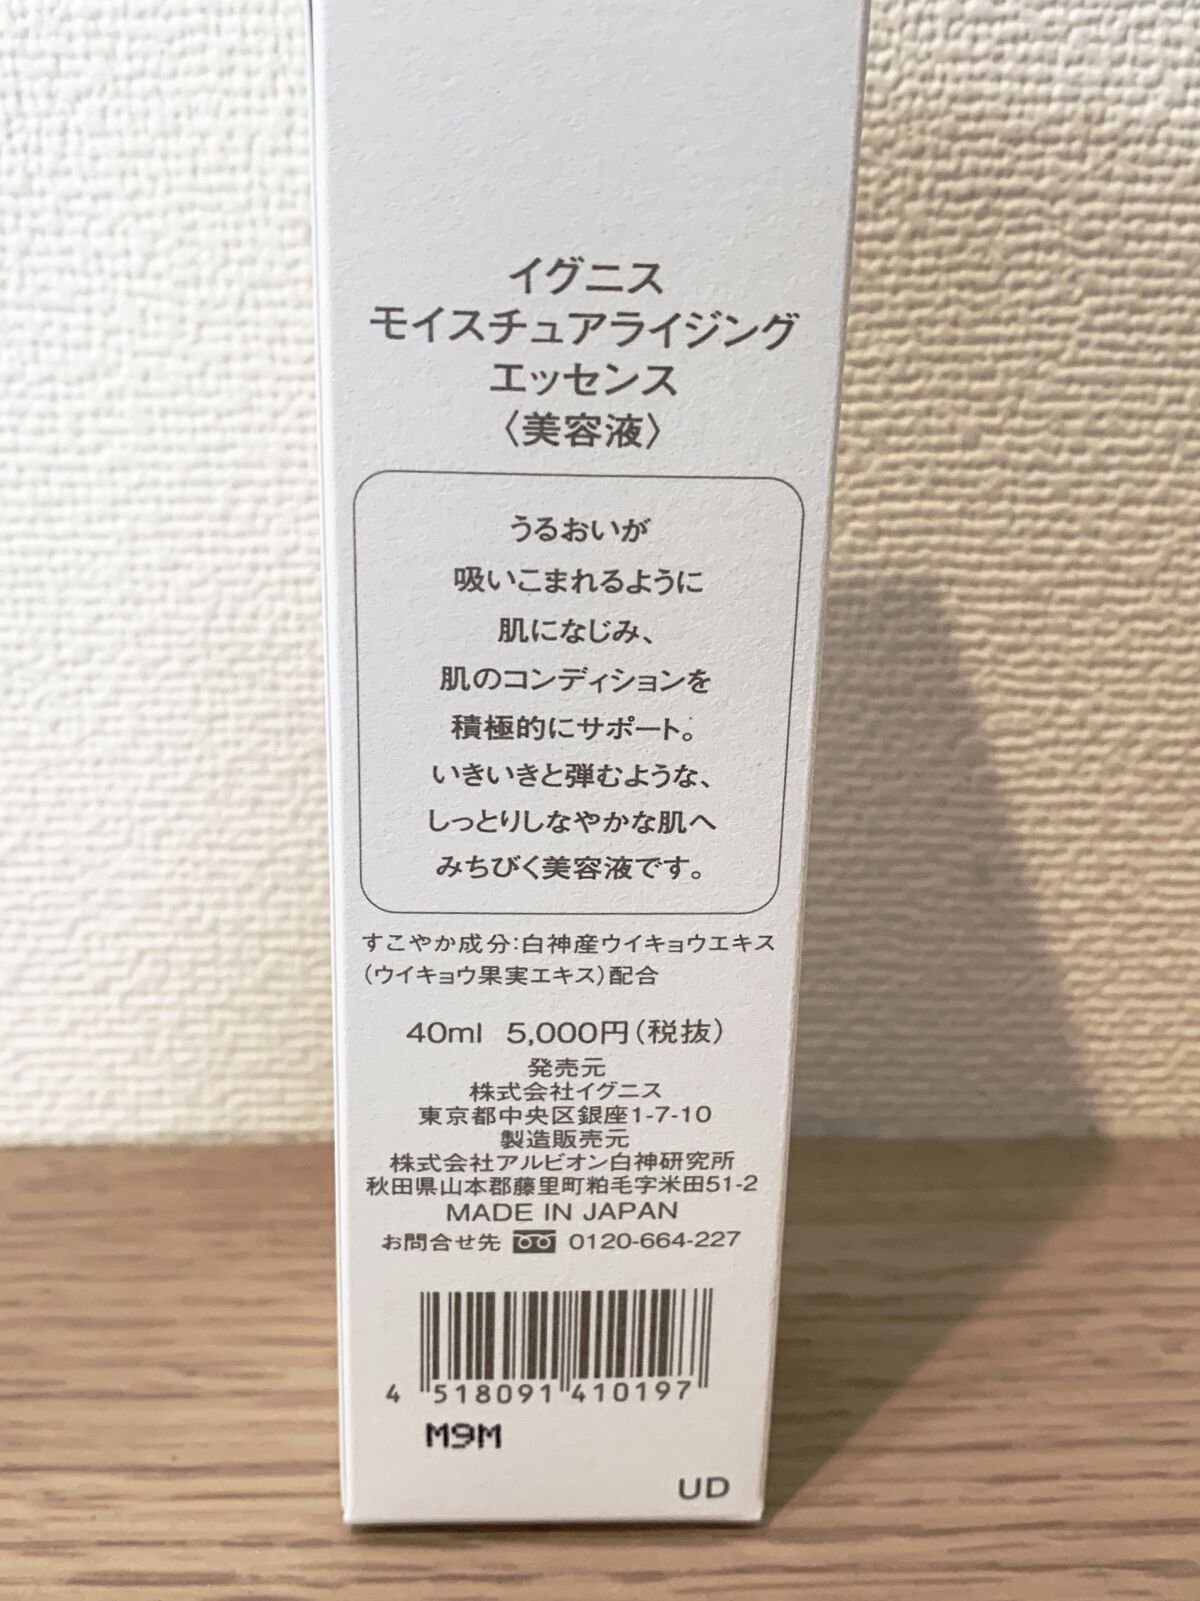 イグニス
モイスチュアライジング
エッセンス
〈美容液〉
うるおいが
吸いこまれるように
肌になじみ、
肌のコンディションを
積極的にサポート。
いきいきと弾むような、
しっとりしなやかな肌へ
みちびく美容液です。
すこやか成分:白神産ウイキョウエキス
（ウイキョウ果実エキス）配合
40ml 5,000円（税抜）
発売元
株式会社イグニス
東京都中央区銀座1-7-10
製造販売元
株式会社アルビオン白神研究所
秋田県山本郡藤里町粕毛字米田51-2
MADE IN JAPAN
お問合せ先 0120-664-227
4 518091 410197
M9M
UD